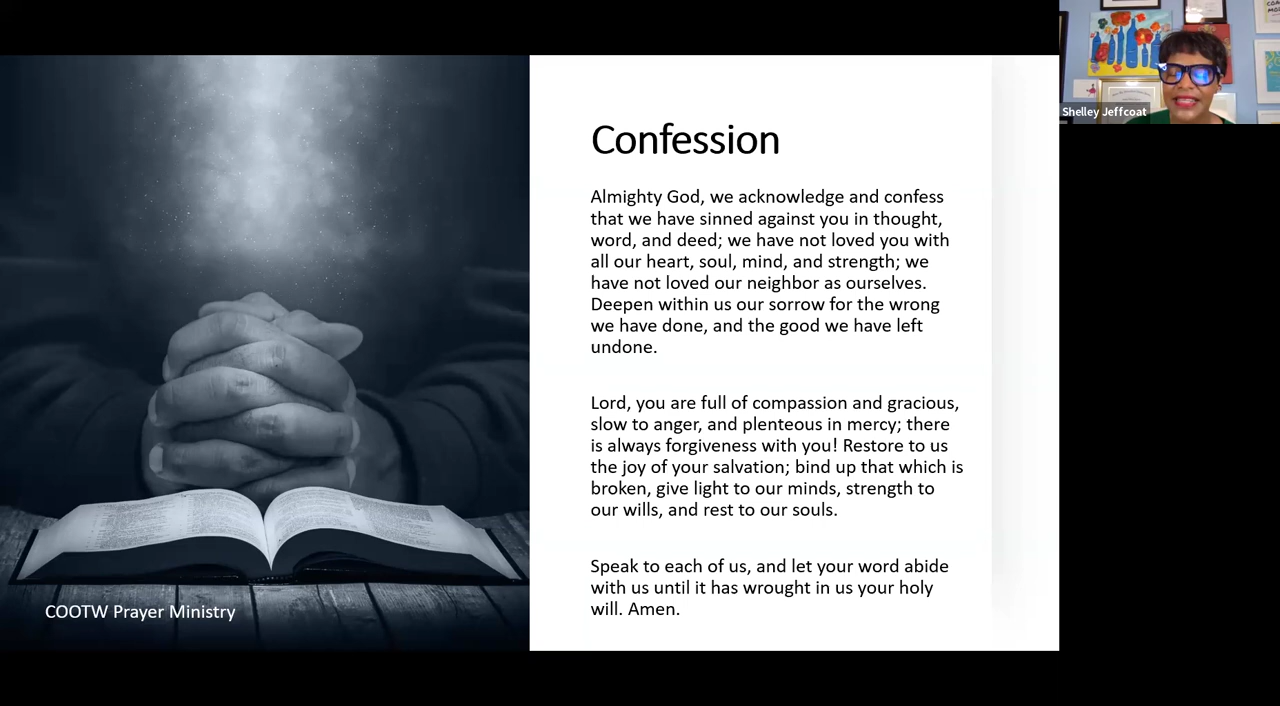 Confession
Almighty God, we acknowledge and confess
that we have sinned against you in thought,
word, and deed; we have not loved you with
all our heart, soul, mind, and strength; we
have not loved our neighbor as ourselves.
Deepen within us our sorrow for the wrong
we have done, and the good we have left
undone.
Lord, you are full of compassion and gracious,
slow to anger, and plenteous in mercy; there
is always forgiveness with you! Restore to us
the joy of your salvation; bind up that which is
broken, give light to our minds, strength to
our wills, and rest to our souls.
Speak to each of us, and let your word abide
with us until it has wrought in us your holy
will. Amen.
COOTW Prayer Ministry
Shelley Jeffcoat